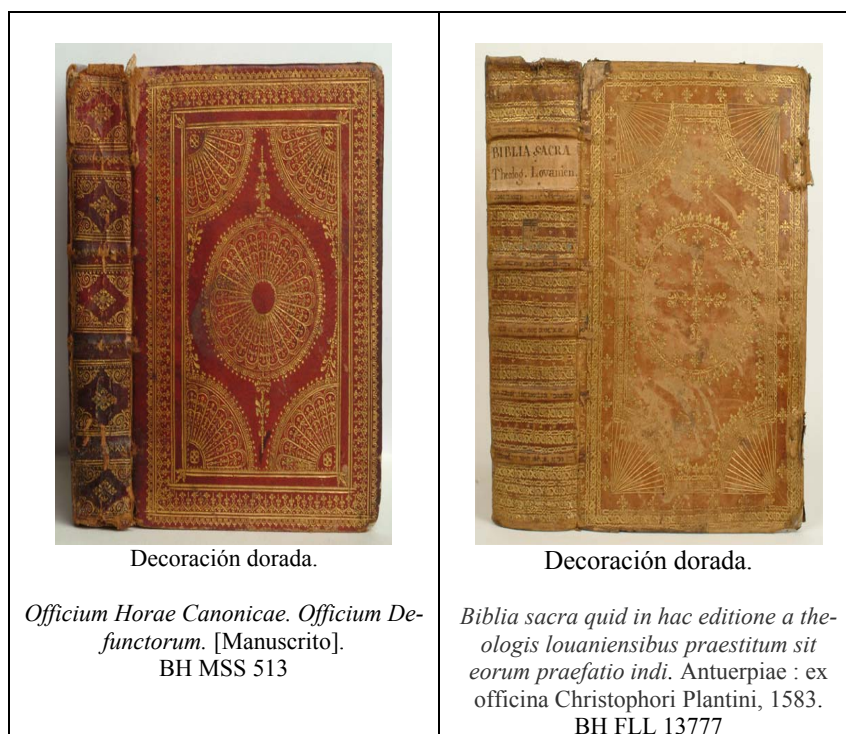 BIBLIA SACRA
Theolog. Lovanien.
Decoración dorada.
Officium Horae Canonicae. Officium De-
functorum. [Manuscrito].
BH MSS 513
Decoración dorada.
Biblia sacra quid in hac editione a the-
ologis louaniensibus praestitum sit
eorum praefatio indi. Antuerpiae : ex
officina Christophori Plantini, 1583.
BH FLL 13777